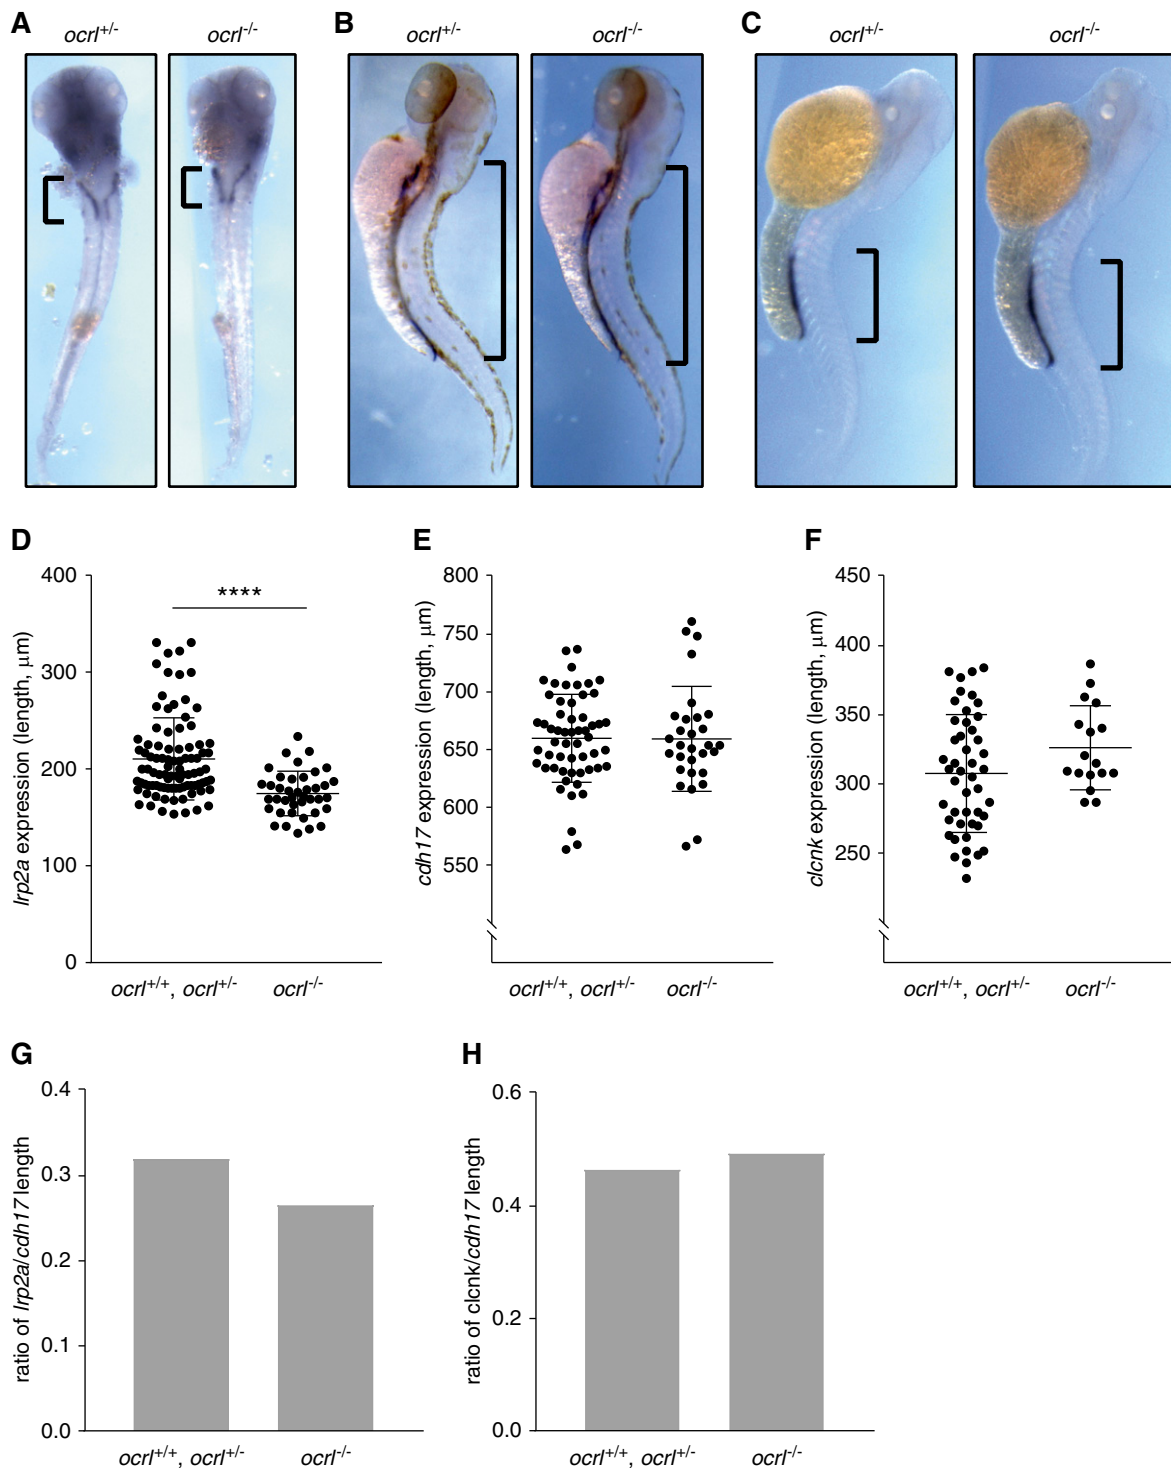 A
ocrl+/-
ocrl-/-
B
ocrl+/-
ocrl-/-
C
ocrl+/-
ocrl-/-
D
lrp2a expression (length, μm)
400
300
200
100
0
****
ocrl+/+, ocrl+/-
ocrl-/-
E
cdh17 expression (length, μm)
800
750
700
650
600
550
ocrl+/+, ocrl+/-
ocrl-/-
F
clcnk expression (length, μm)
450
400
350
300
250
ocrl+/+, ocrl+/-
ocrl-/-
G
ratio of lrp2a/cdh17 length
0.4
0.3
0.2
0.1
0.0
ocrl+/+, ocrl+/-
ocrl-/-
H
ratio of clcnk/cdh17 length
0.6
0.4
0.2
0.0
ocrl+/+, ocrl+/-
ocrl-/-